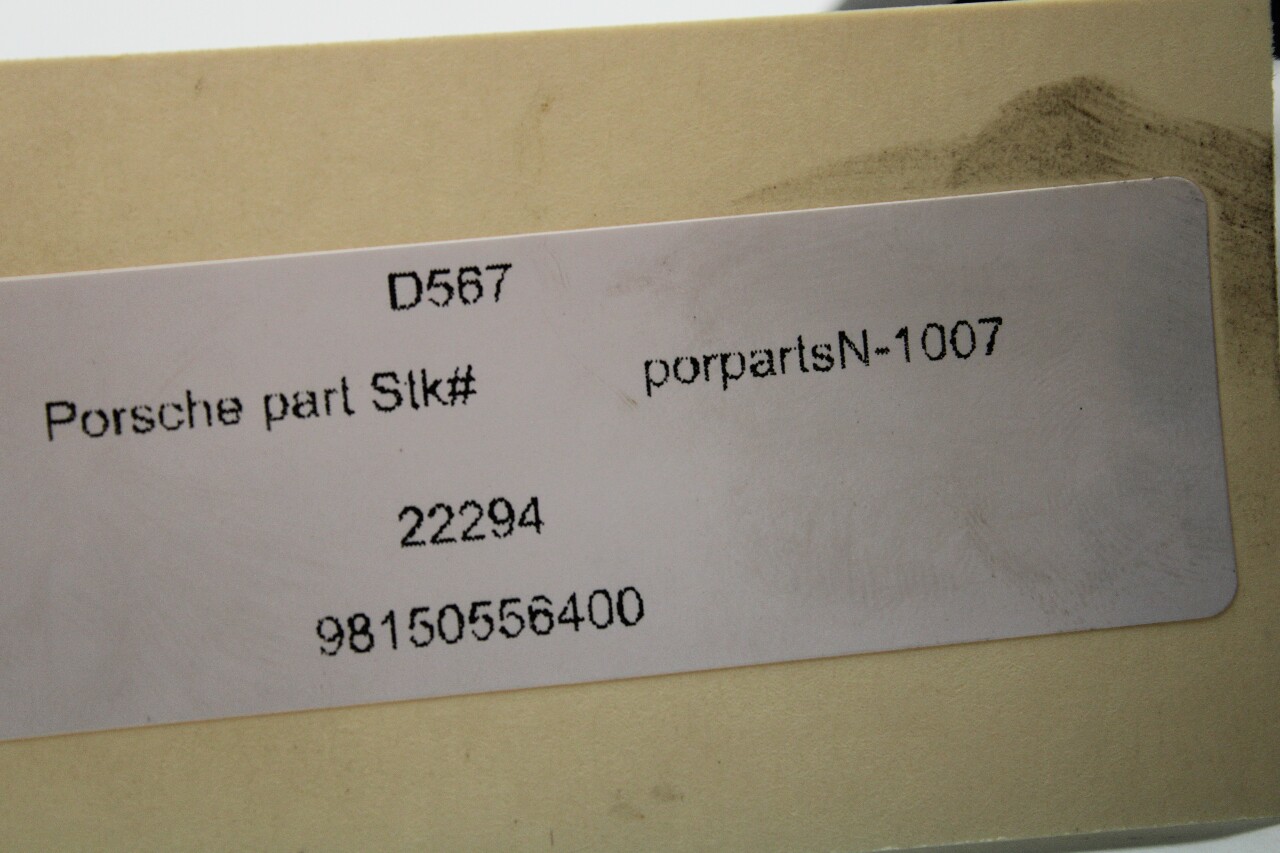 D567
Porsche part Stk# porpartsN-1007
22294
98150556400